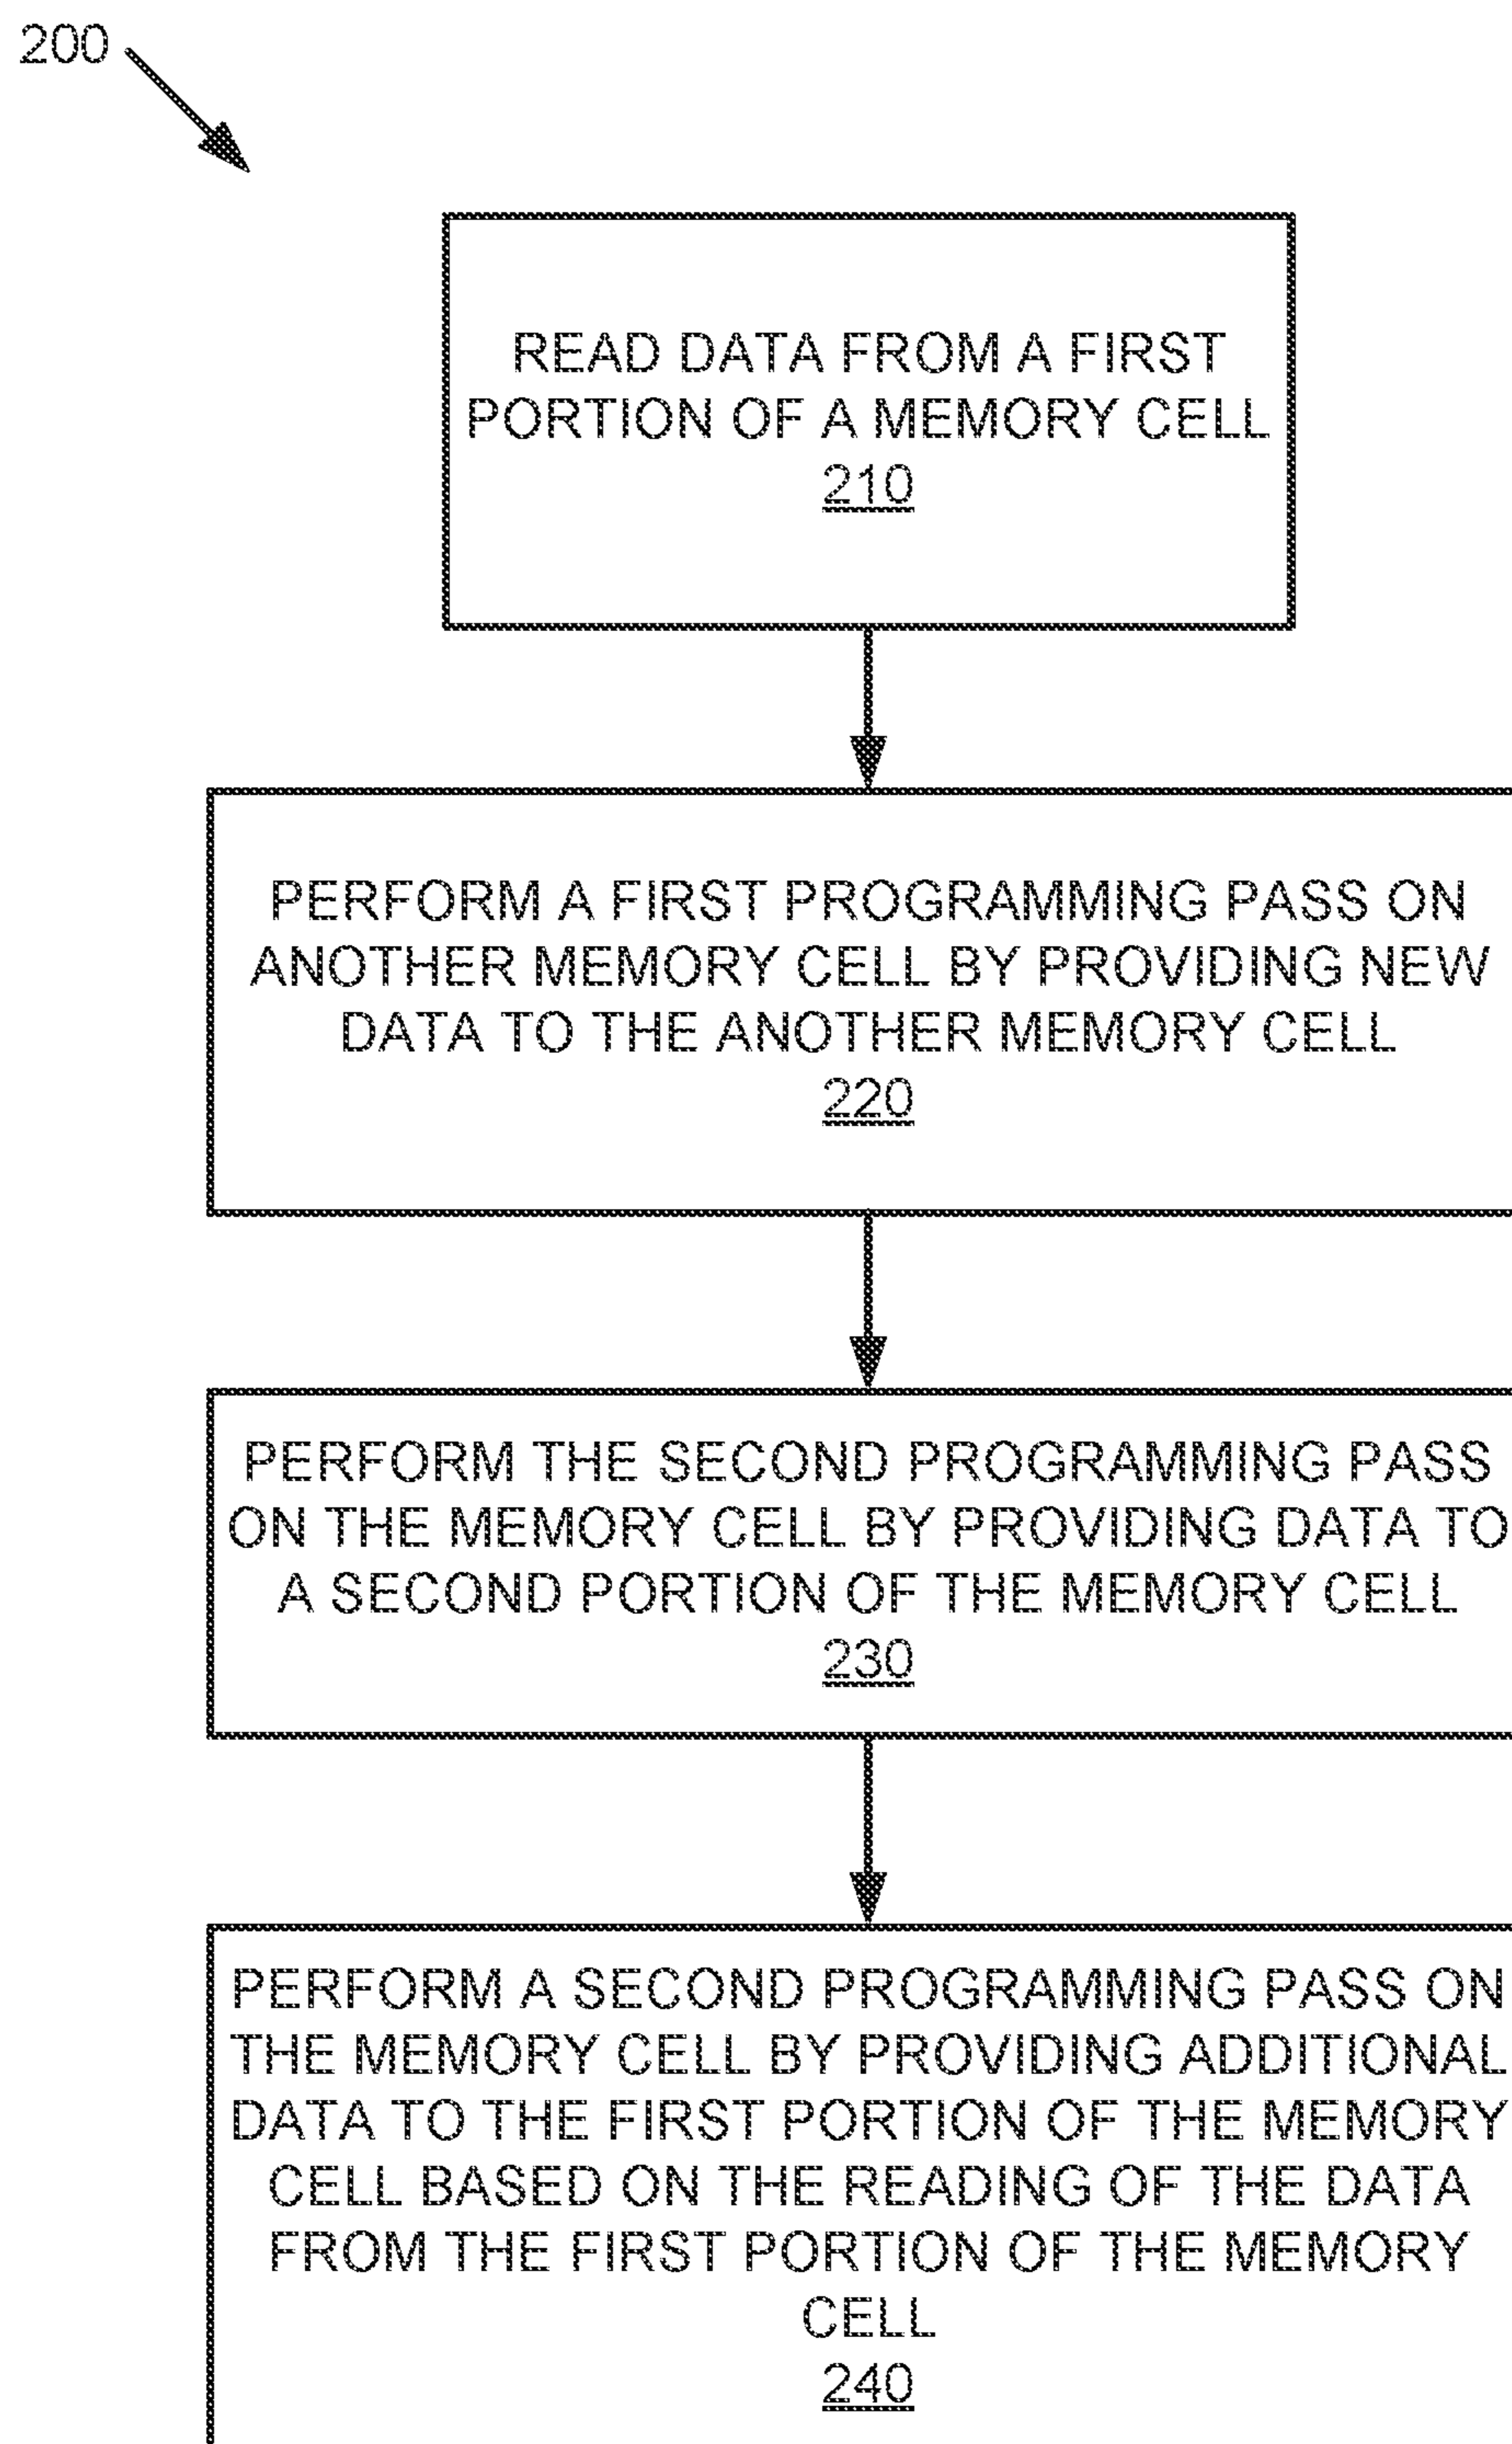 200
READ DATA FROM A FIRST
PORTION OF A MEMORY CELL
210
PERFORM A FIRST PROGRAMMING PASS ON
ANOTHER MEMORY CELL BY PROVIDING NEW
DATA TO THE ANOTHER MEMORY CELL
220
PERFORM THE SECOND PROGRAMMING PASS
ON THE MEMORY CELL BY PROVIDING DATA TO
A SECOND PORTION OF THE MEMORY CELL
230
PERFORM A SECOND PROGRAMMING PASS ON
THE MEMORY CELL BY PROVIDING ADDITIONAL
DATA TO THE FIRST PORTION OF THE MEMORY
CELL BASED ON THE READING OF THE DATA
FROM THE FIRST PORTION OF THE MEMORY
CELL
240